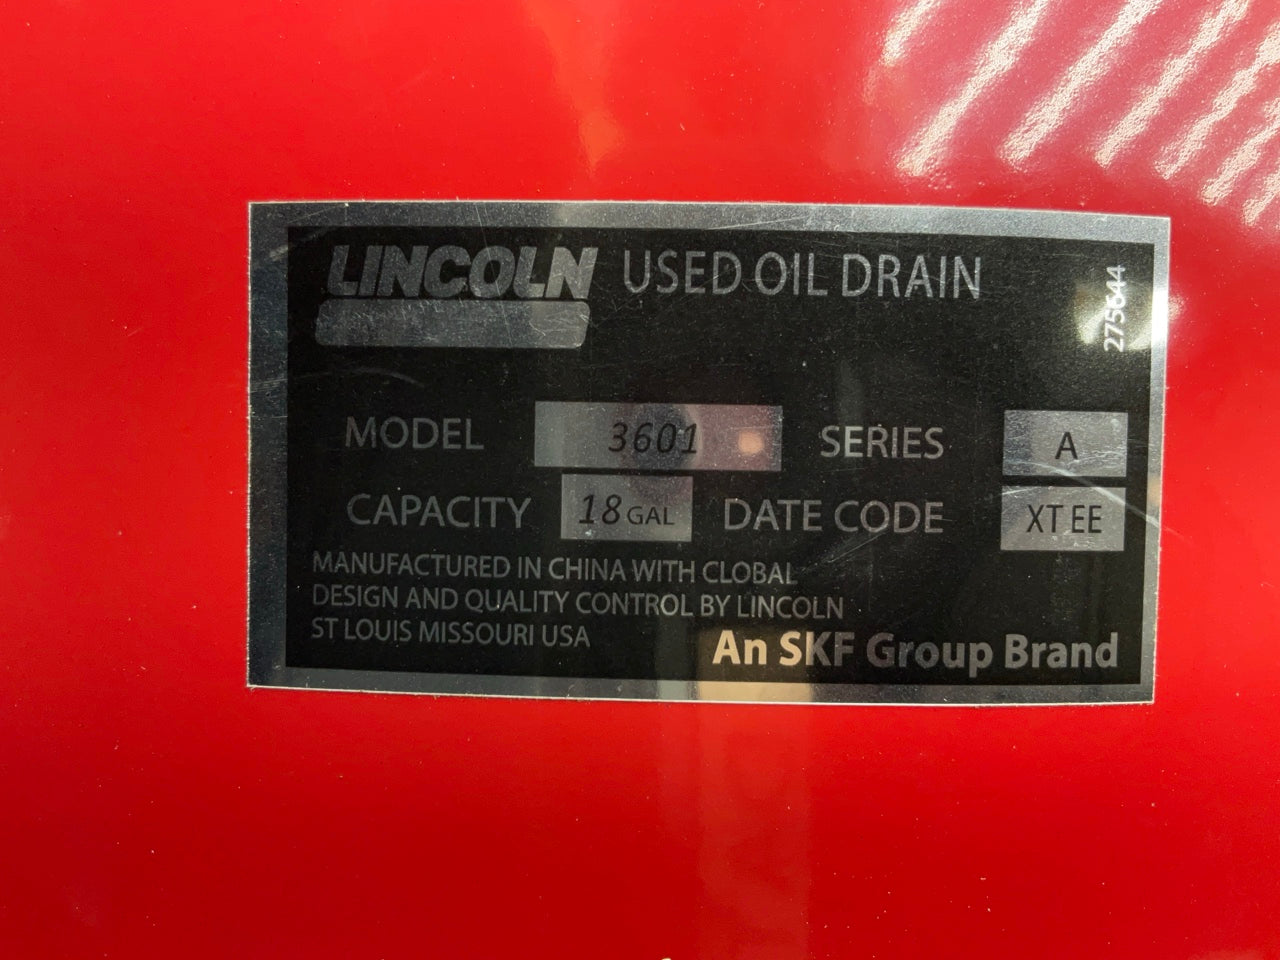 LINCOLN USED OIL DRAIN
275644
MODEL 3601 SERIES A
CAPACITY 18 GAL DATE CODE XT EE
MANUFACTURED IN CHINA WITH CLOBAL
DESIGN AND QUALITY CONTROL BY LINCOLN
ST LOUIS MISSOURI USA
An SKF Group Brand